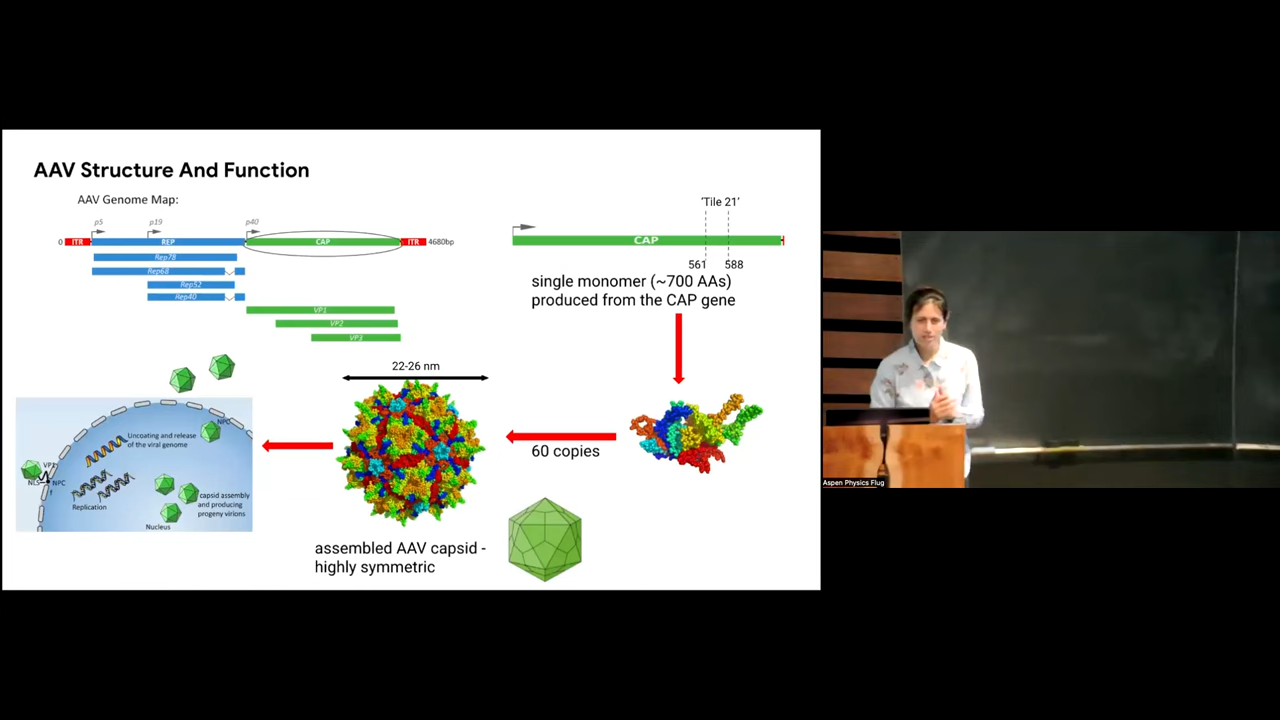 AAV Structure And Function
AAV Genome Map:
p5
p19
p40
0
ITR
REP
CAP
ITR
4680bp
Rep78
Rep68
Rep52
Rep40
VP1
VP2
VP3
'Tile 21'
CAP
561
588
single monomer (~700 AAs)
produced from the CAP gene
22-26 nm
60 copies
assembled AAV capsid -
highly symmetric
NPC
Uncoating and release
of the viral genome
VP1
NLS
NPC
Replication
capsid assembly
and producing
progeny virions
Nucleus
Aspen Physics Flug